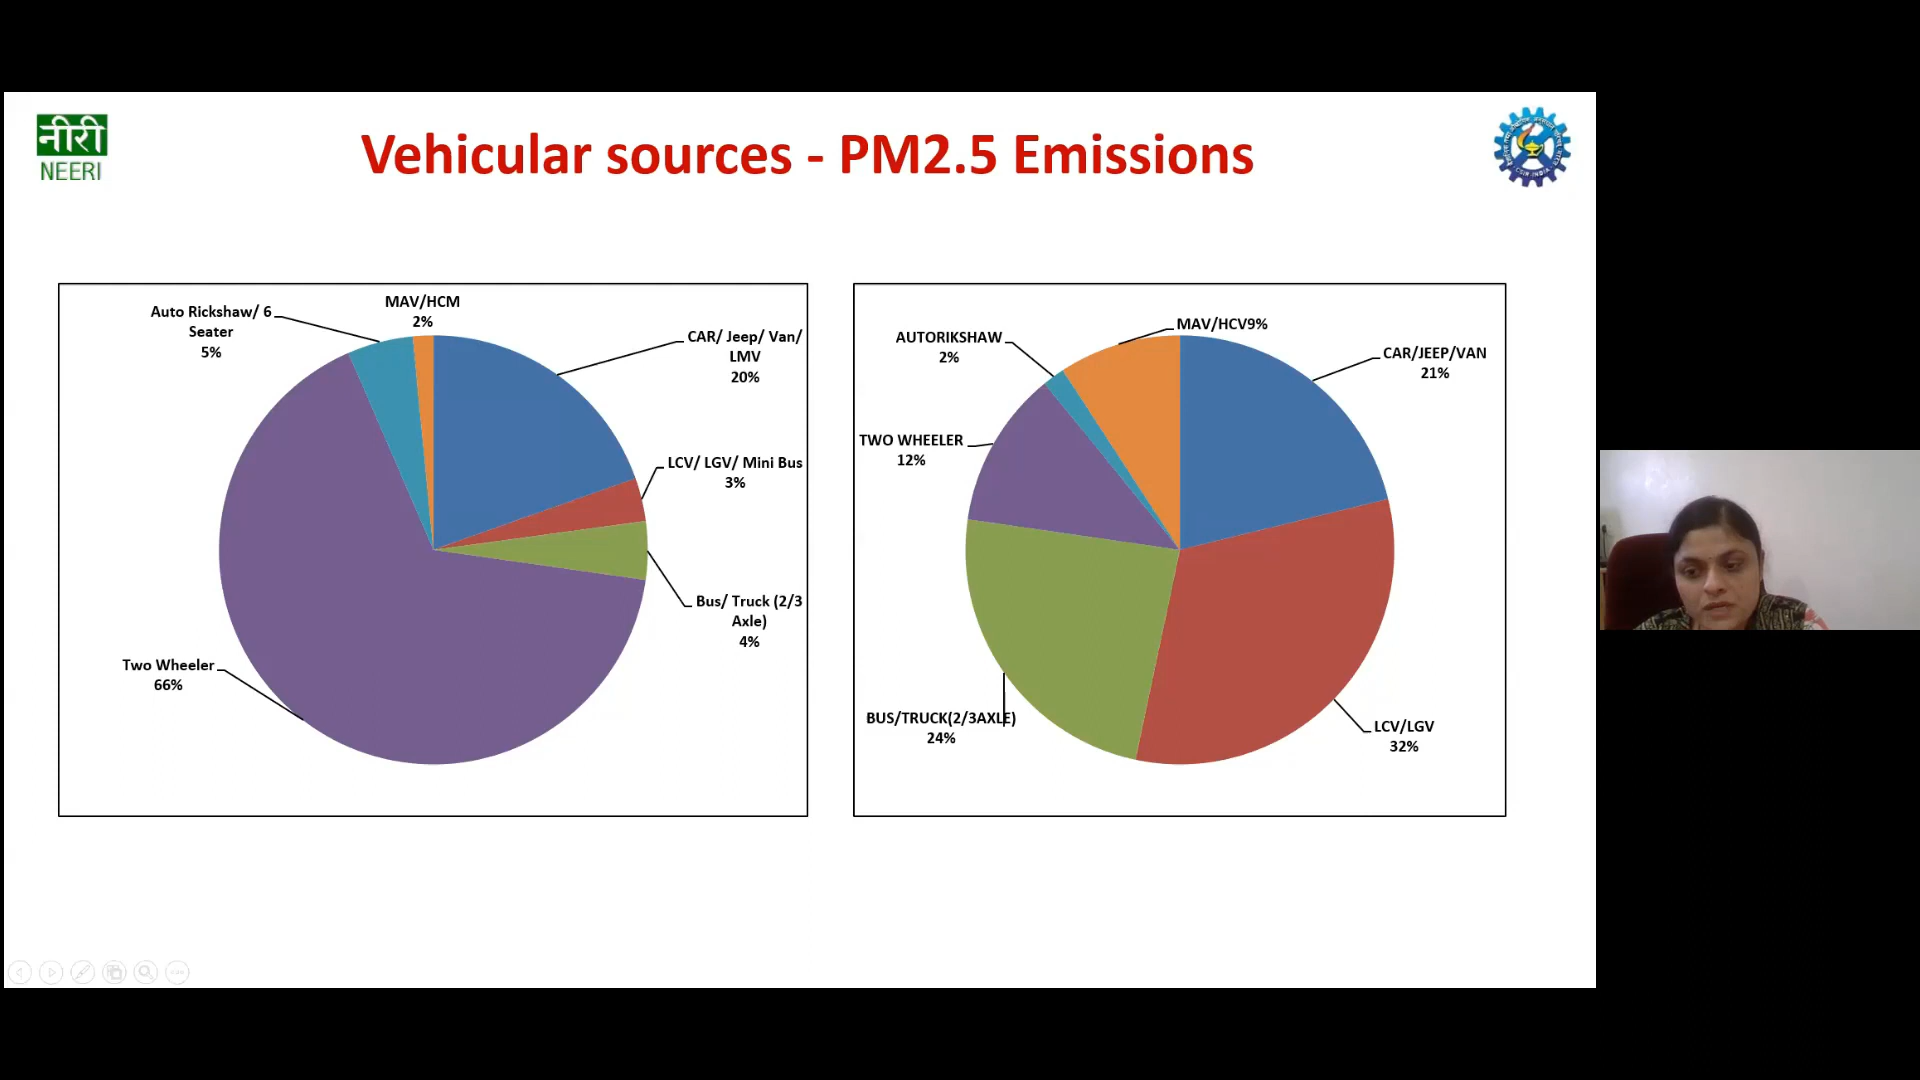 नीरी
NEERI
Vehicular sources - PM2.5 Emissions
Auto Rickshaw/ 6
Seater
5%
MAV/HCM
2%
CAR/ Jeep/ Van/
LMV
20%
LCV/ LGV/ Mini Bus
3%
Bus/ Truck (2/3
Axle)
4%
Two Wheeler
66%
MAV/HCV9%
AUTORIKSHAW
2%
CAR/JEEP/VAN
21%
TWO WHEELER
12%
BUS/TRUCK(2/3AXLE)
24%
LCV/LGV
32%